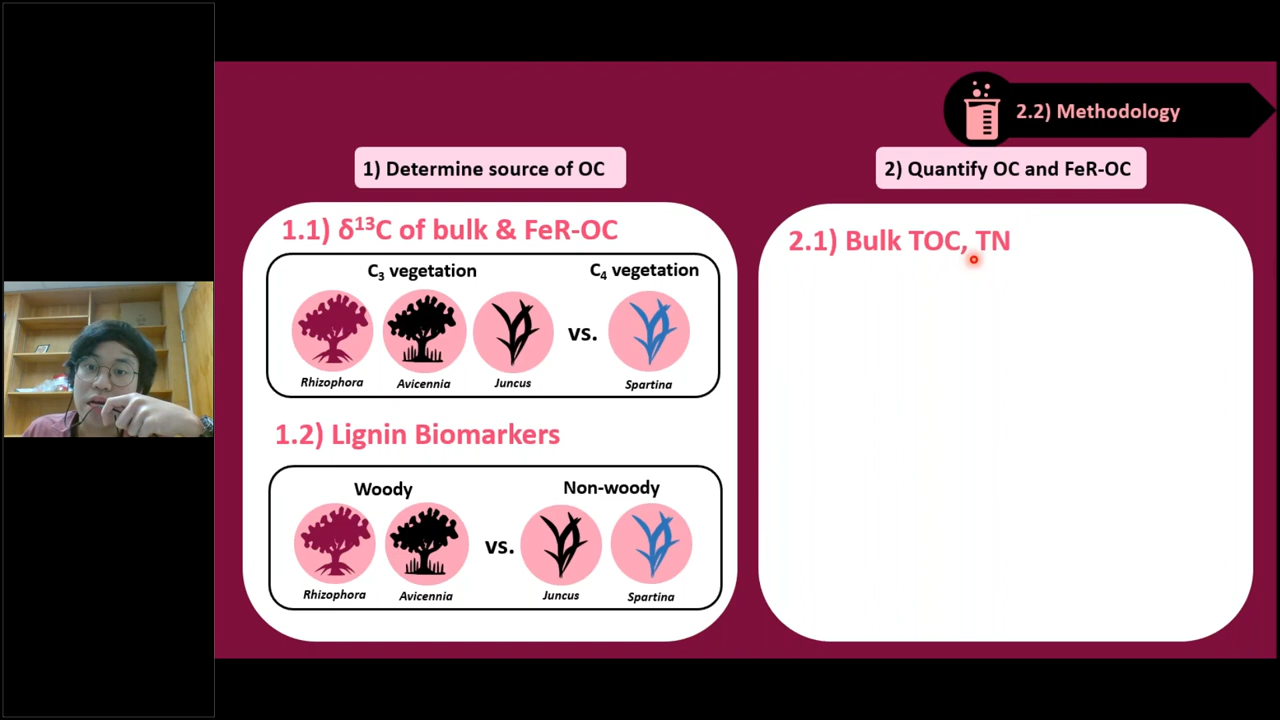 2.2) Methodology
1) Determine source of OC
1.1) δ¹³C of bulk & FeR-OC
C₃ vegetation
C₄ vegetation
Rhizophora
Avicennia
Juncus
vs.
Spartina
1.2) Lignin Biomarkers
Woody
Non-woody
Rhizophora
Avicennia
vs.
Juncus
Spartina
2) Quantify OC and FeR-OC
2.1) Bulk TOC, TN